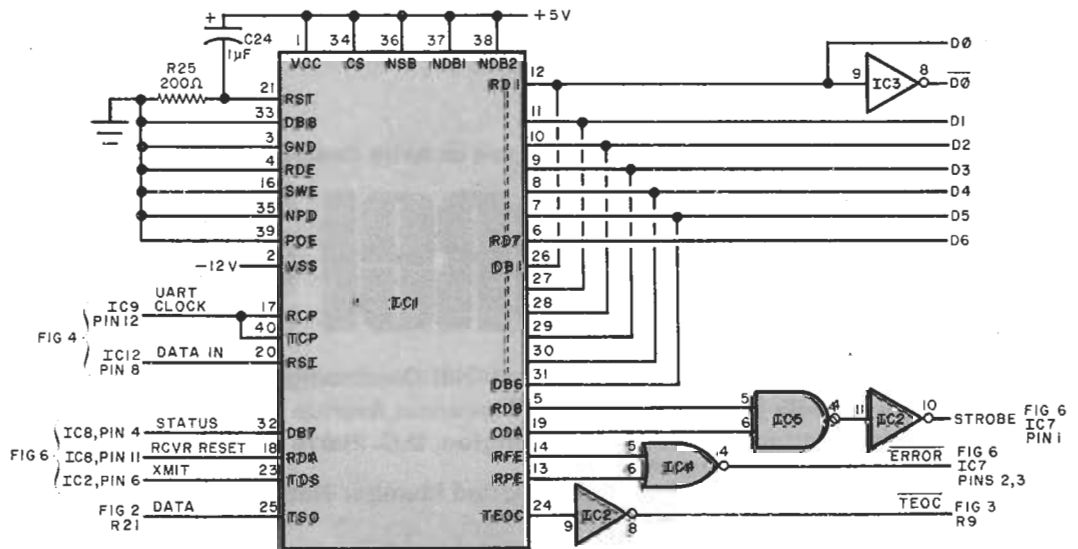 +5V
+
C24
1µF
1 34 36 37 38
VCC CS NSB NDB1 NDB2
R25
200Ω
21 RST
33 DB8
3 GND
4 RDE
16 SWE
35 NPD
39 POE
-12V 2 VSS
IC1
IC9
PIN 12
UART
CLOCK
17 RCP
40 TCP
FIG 4
IC12
PIN 8
DATA IN
20 RSI
IC8, PIN 4 STATUS 32 DB7
FIG 6 IC8, PIN 11 RCVR RESET 18 RDA
IC2, PIN 6 XMIT 23 TDS
FIG 2
R21
DATA 25 TSO
RD1 12
9 IC3 8
DØ
DØ
11 D1
10 D2
9 D3
8 D4
7 D5
RD7 6 D6
DB1 26
27
28
29
30
DB6 31
RD8 5
ODA 19
5 6 IC5 4
11 IC2 10
STROBE
FIG 6
IC7
PIN 1
RFE 14
RPE 13
5 6 IC4 4
ERROR
FIG 6
IC7
PINS 2,3
TEOC 24
9 IC2 8
TEOC
FIG 3
R9